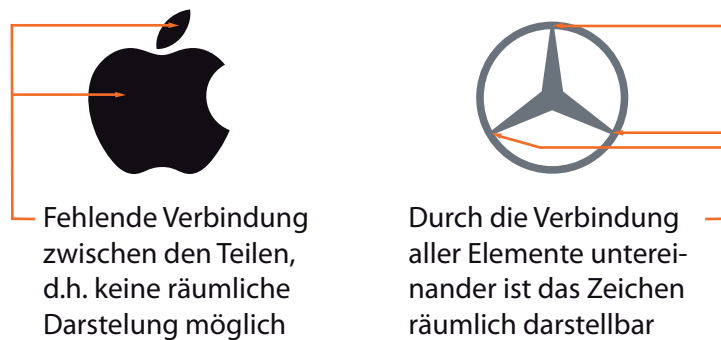 Fehlende Verbindung
zwischen den Teilen,
d.h. keine räumliche
Darstelung möglich
Durch die Verbindung
aller Elemente unterei-
nander ist das Zeichen
räumlich darstellbar